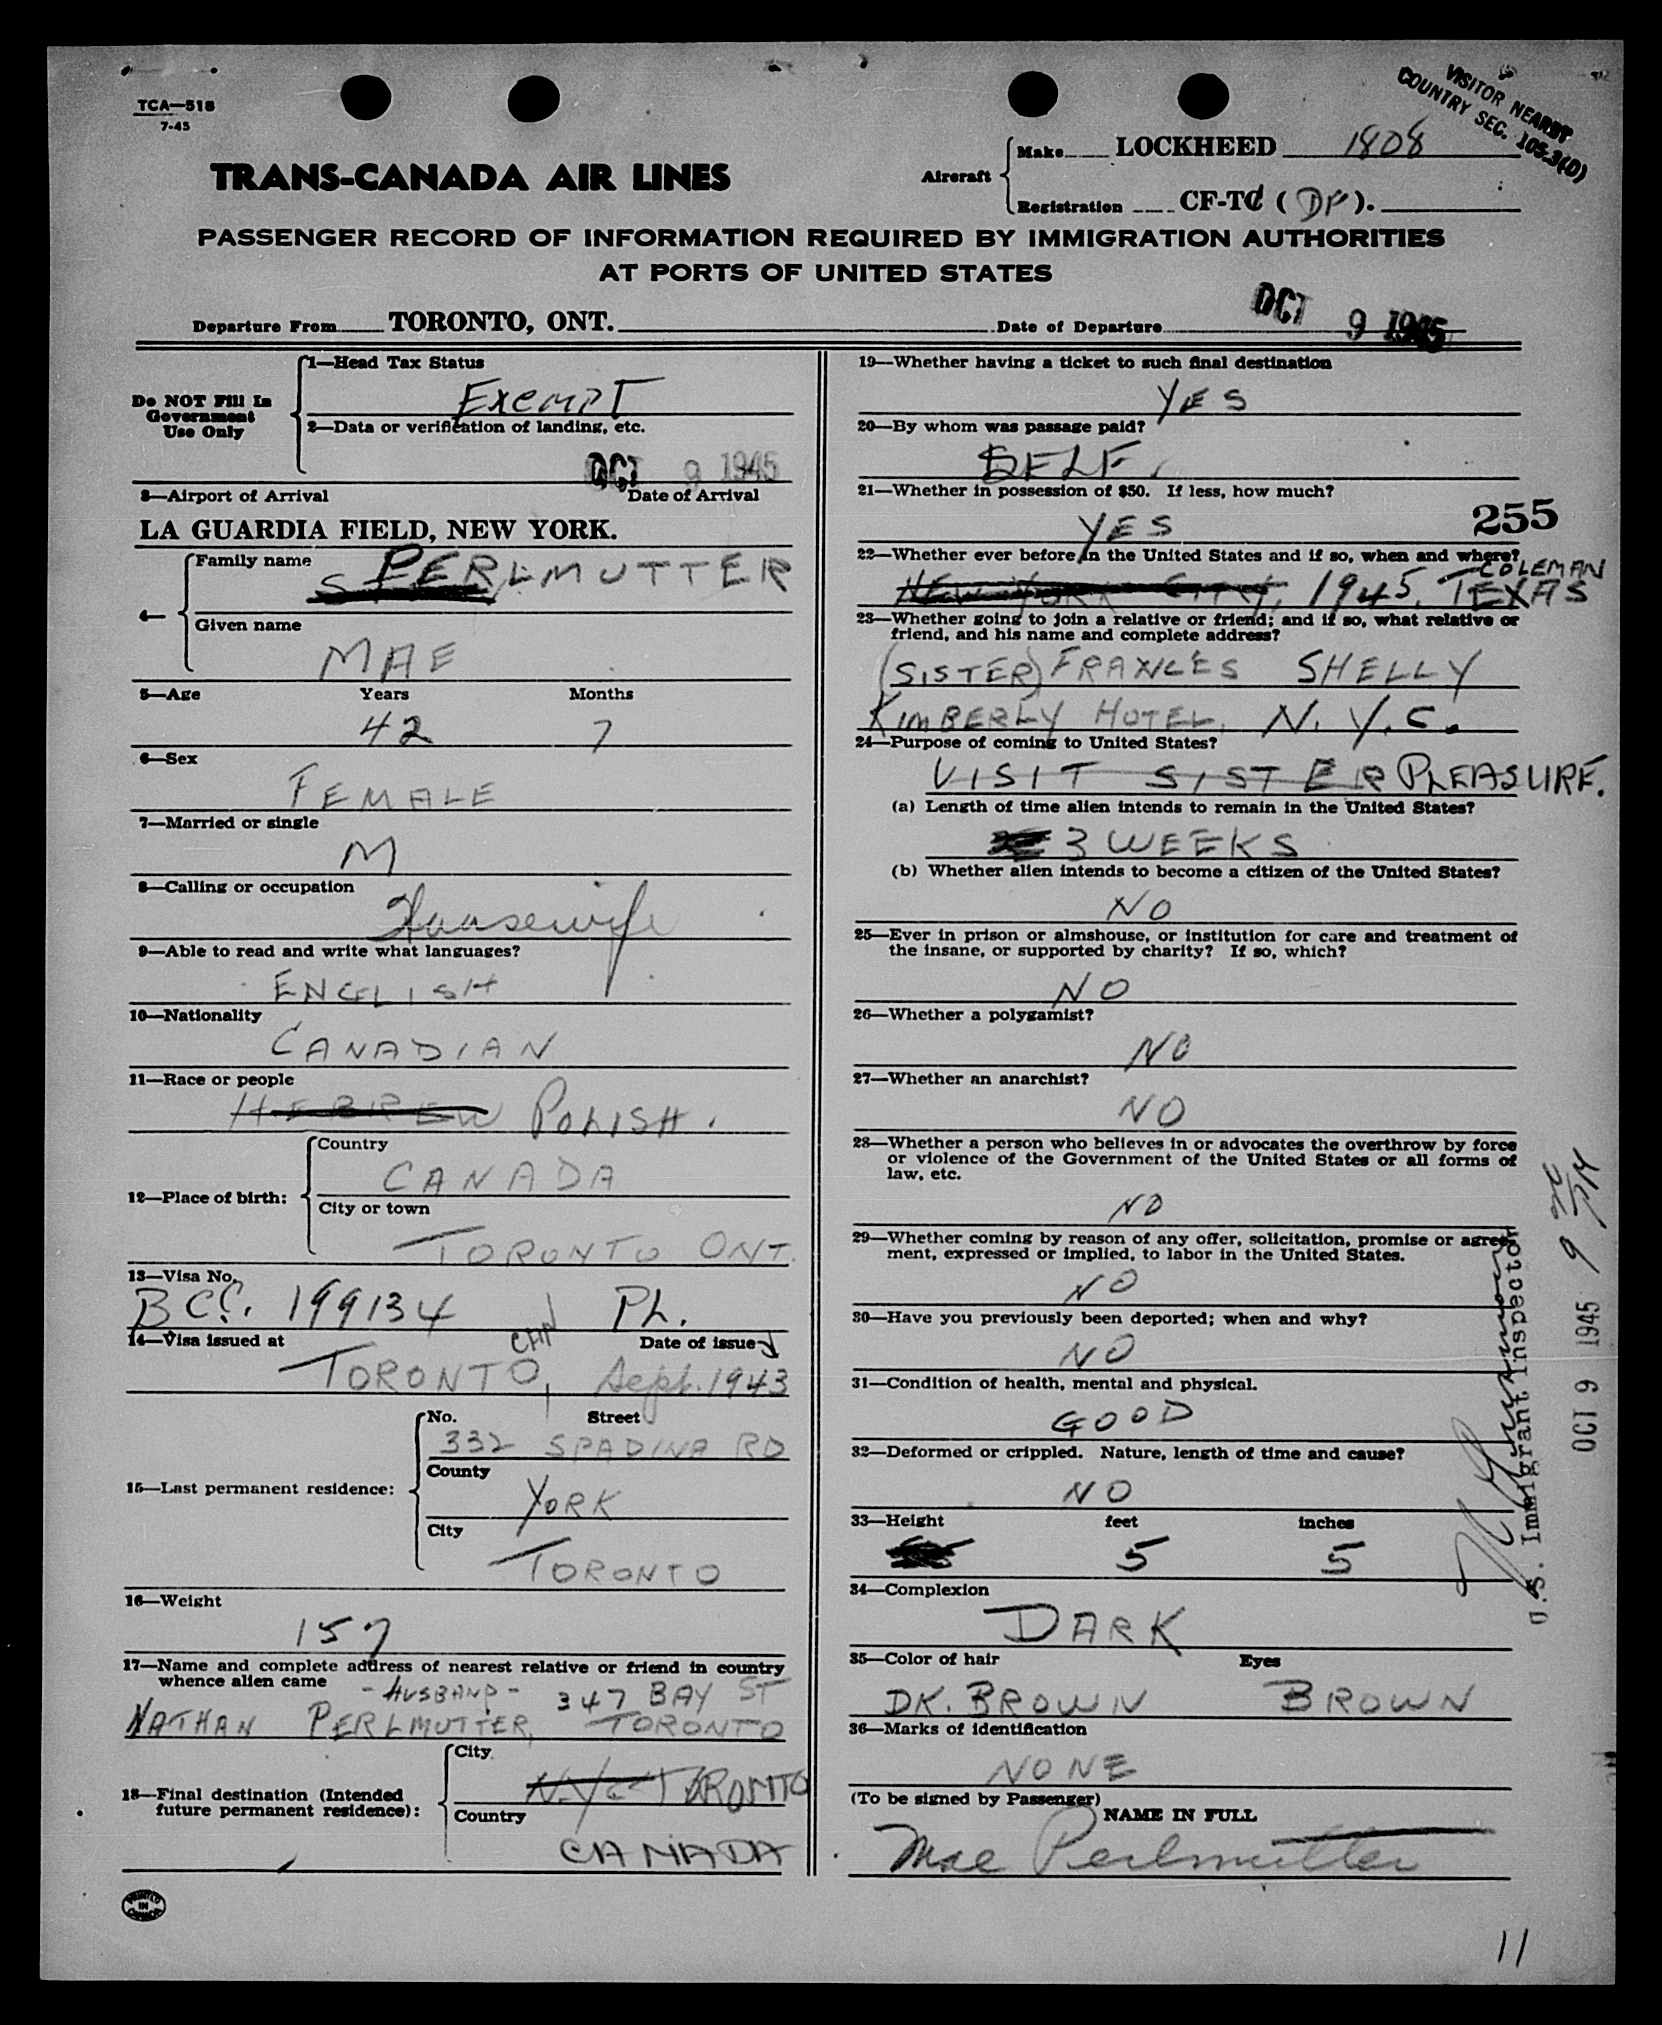 TCA—518
7-45
VISITOR NEARBY
COUNTRY SEC. 105.3(D)
TRANS-CANADA AIR LINES
Aircraft
Make LOCKHEED 1808
Registration CF-TC ( ).
PASSENGER RECORD OF INFORMATION REQUIRED BY IMMIGRATION AUTHORITIES
AT PORTS OF UNITED STATES
Departure From TORONTO, ONT. Date of Departure OCT 9 1945
Do NOT Fill In
Government
Use Only
1—Head Tax Status
Exempt
2—Data or verification of landing, etc.
OCT 9 1945
3—Airport of Arrival Date of Arrival
LA GUARDIA FIELD, NEW YORK.
4—
Family name PERLMUTTER
Given name
MAE
5—Age Years Months
42 7
6—Sex
FEMALE
7—Married or single
M
8—Calling or occupation
Housewife
9—Able to read and write what languages?
ENGLISH
10—Nationality
CANADIAN
11—Race or people
HEBREW POLISH.
12—Place of birth:
Country
CANADA
City or town
TORONTO ONT.
13—Visa No.
B.C.C. 199134 PL.
14—Visa issued at CAN Date of issue
TORONTO, Sept. 1943
15—Last permanent residence:
No. Street
332 SPADINA RD
County
YORK
City
TORONTO
16—Weight
157
17—Name and complete address of nearest relative or friend in country
whence alien came - HUSBAND - 347 BAY ST
NATHAN PERLMUTTER, TORONTO
18—Final destination (Intended
future permanent residence):
City
N.Y.C. TORONTO
Country
CANADA
PRINTED
IN
CANADA
19—Whether having a ticket to such final destination
YES
20—By whom was passage paid?
SELF.
21—Whether in possession of $50. If less, how much?
YES 255
22—Whether ever before in the United States and if so, when and where?
COLEMAN
NEW YORK CITY, 1945, TEXAS
23—Whether going to join a relative or friend; and if so, what relative or
friend, and his name and complete address?
(SISTER) FRANCES SHELLY
KIMBERLY HOTEL, N.Y.C.
24—Purpose of coming to United States?
VISIT SISTER PLEASURE.
(a) Length of time alien intends to remain in the United States?
3 WEEKS
(b) Whether alien intends to become a citizen of the United States?
NO
25—Ever in prison or almshouse, or institution for care and treatment of
the insane, or supported by charity? If so, which?
NO
26—Whether a polygamist?
NO
27—Whether an anarchist?
NO
28—Whether a person who believes in or advocates the overthrow by force
or violence of the Government of the United States or all forms of
law, etc.
NO
29—Whether coming by reason of any offer, solicitation, promise or agree-
ment, expressed or implied, to labor in the United States.
NO
30—Have you previously been deported; when and why?
NO
31—Condition of health, mental and physical.
GOOD
32—Deformed or crippled. Nature, length of time and cause?
NO
33—Height feet inches
5 5
34—Complexion
DARK
35—Color of hair Eyes
DK. BROWN BROWN
36—Marks of identification
NONE
(To be signed by Passenger)
NAME IN FULL
Mae Perlmutter
U.S. Immigrant Inspector
OCT 9 1945 9 PM
11